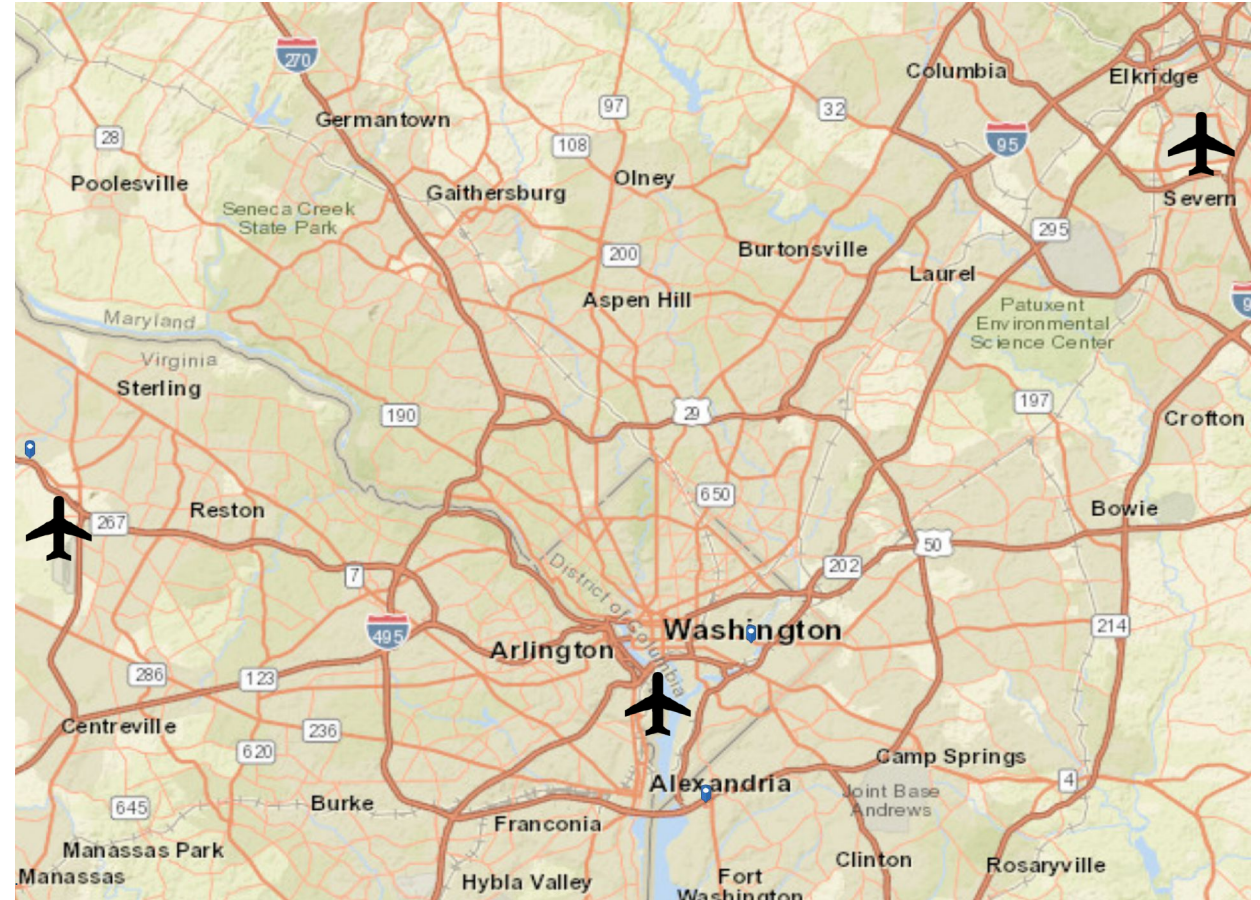 270
Columbia
Elkridge
Germantown
97
32
28
108
95
Poolesville
Gaithersburg
Olney
Severn
Seneca Creek
State Park
295
200
Burtonsville
Laurel
Aspen Hill
9
Maryland
Patuxent
Environmental
Science Center
Virginia
Sterling
190
29
197
Crofton
650
Reston
267
Bowie
50
7
202
District of Columbia
495
Washington
214
Arlington
286
123
Centreville
236
620
Camp Springs
4
Alexandria
Joint Base
Andrews
645
Burke
Franconia
Manassas Park
Clinton
Rosaryville
Manassas
Hybla Valley
Fort
Washington